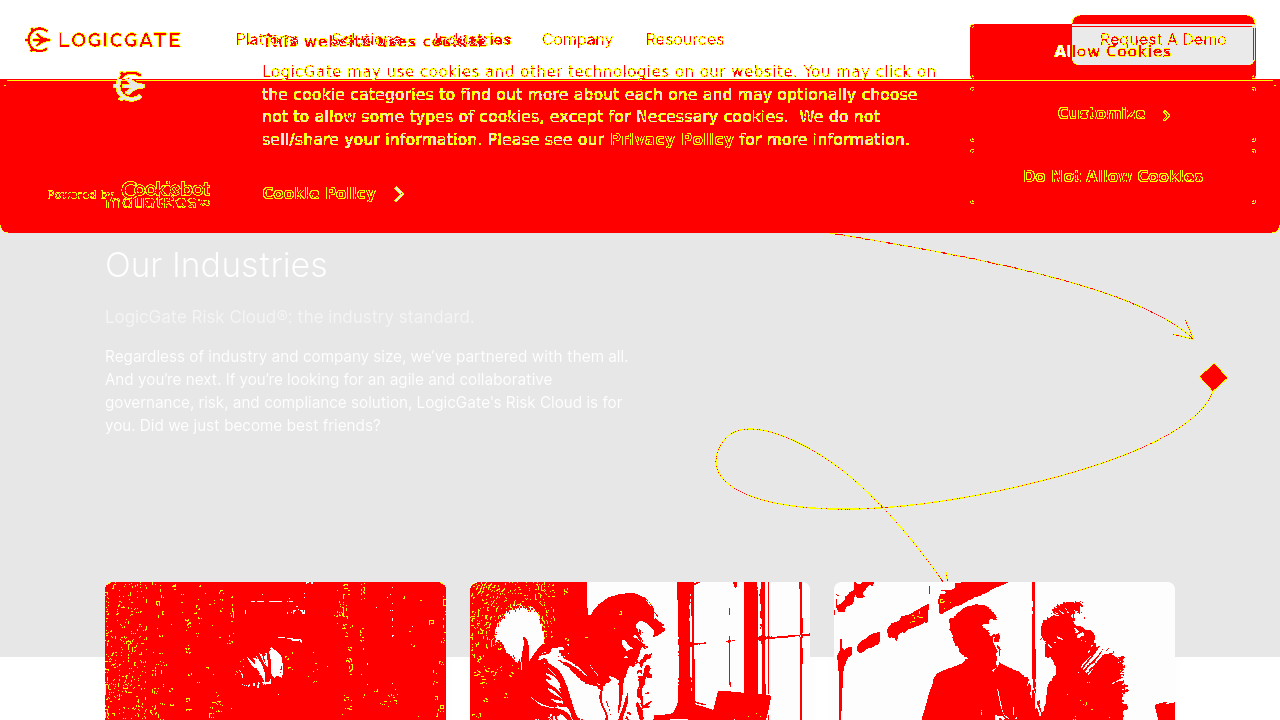 LOGICGATE
Platform Solutions Industries Company Resources
Request A Demo
This website uses cookies
Allow Cookies
LogicGate may use cookies and other technologies on our website. You may click on
the cookie categories to find out more about each one and may optionally choose
not to allow some types of cookies, except for Necessary cookies.  We do not
sell/share your information. Please see our Privacy Policy for more information.
Customize
Do Not Allow Cookies
Powered by Cookiebot
Industries
Cookie Policy
Our Industries
LogicGate Risk Cloud®: the industry standard.
Regardless of industry and company size, we've partnered with them all.
And you're next. If you're looking for an agile and collaborative
governance, risk, and compliance solution, LogicGate's Risk Cloud is for
you. Did we just become best friends?